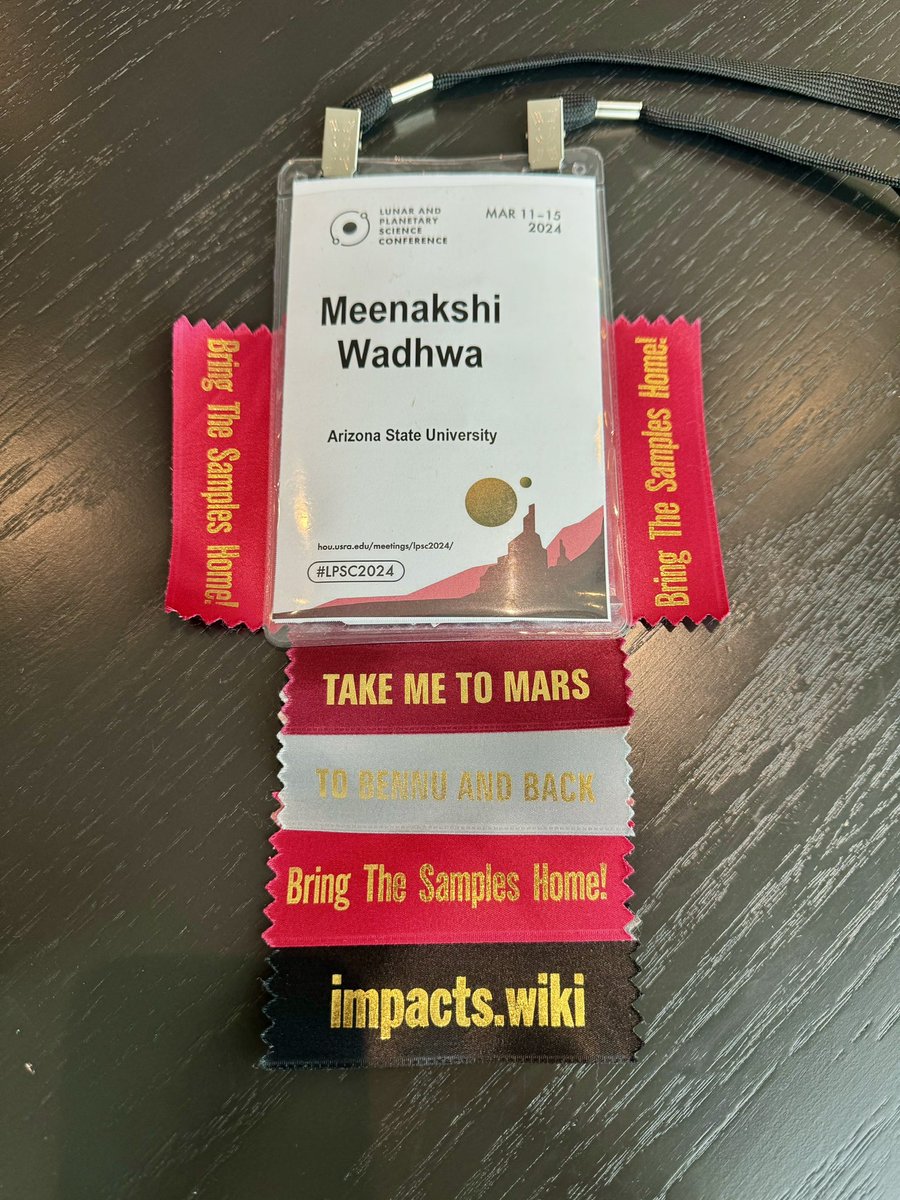 LUNAR AND
PLANETARY
SCIENCE
CONFERENCE
MAR 11–15
2024
Meenakshi
Wadhwa
Arizona State University
hou.usra.edu/meetings/lpsc2024/
#LPSC2024
Bring The Samples Home!
Bring The Samples Home!
TAKE ME TO MARS
TO BENNU AND BACK
Bring The Samples Home!
impacts.wiki